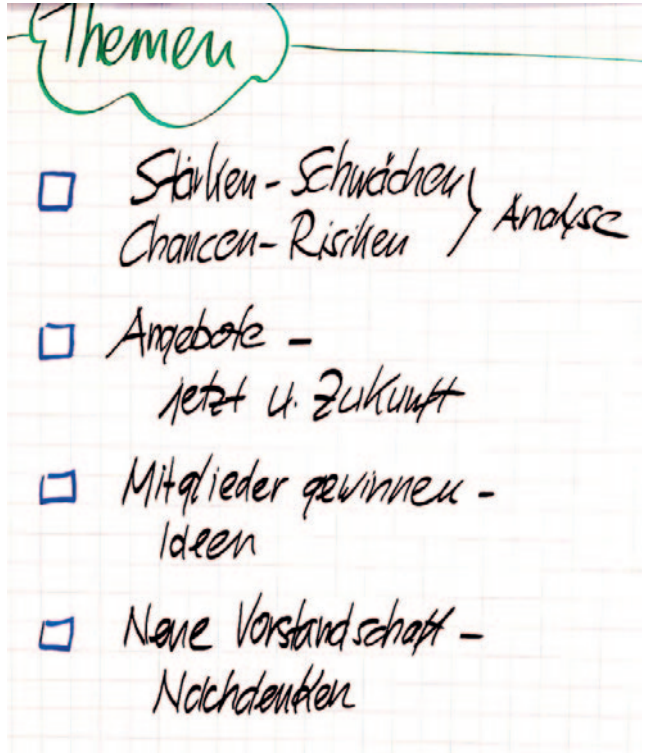 Themen
Stärken - Schwächen } Analyse
Chancen - Risiken
Angebote -
jetzt u. Zukunft
Mitglieder gewinnen -
Ideen
Neue Vorstandschaft -
Nachdenken